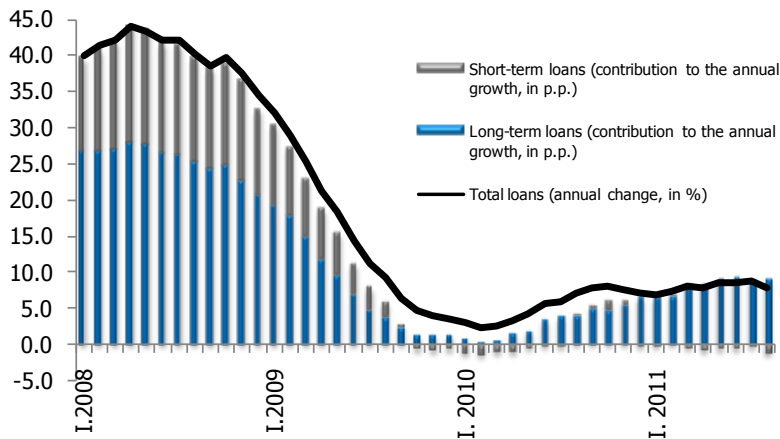 45.0
40.0
35.0
30.0
25.0
20.0
15.0
10.0
5.0
0.0
-5.0
Short-term loans (contribution to the annual
growth, in p.p.)
Long-term loans (contribution to the annual
growth, in p.p.)
Total loans (annual change, in %)
I.2008
I.2009
I. 2010
I. 2011